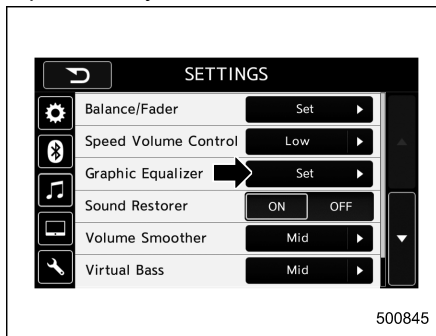 SETTINGS
Balance/Fader Set
Speed Volume Control Low
Graphic Equalizer Set
Sound Restorer ON OFF
Volume Smoother Mid
Virtual Bass Mid
500845